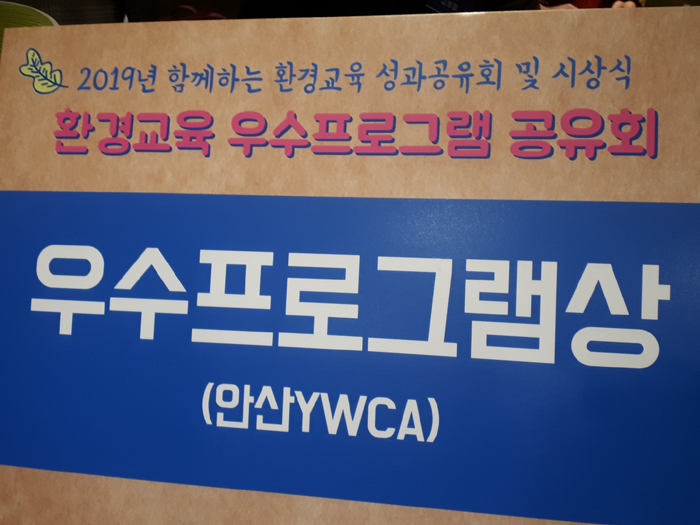 2019년 함께하는 환경교육 성과공유회 및 시상식
환경교육 우수프로그램 공유회
우수프로그램상
(안산YWCA)